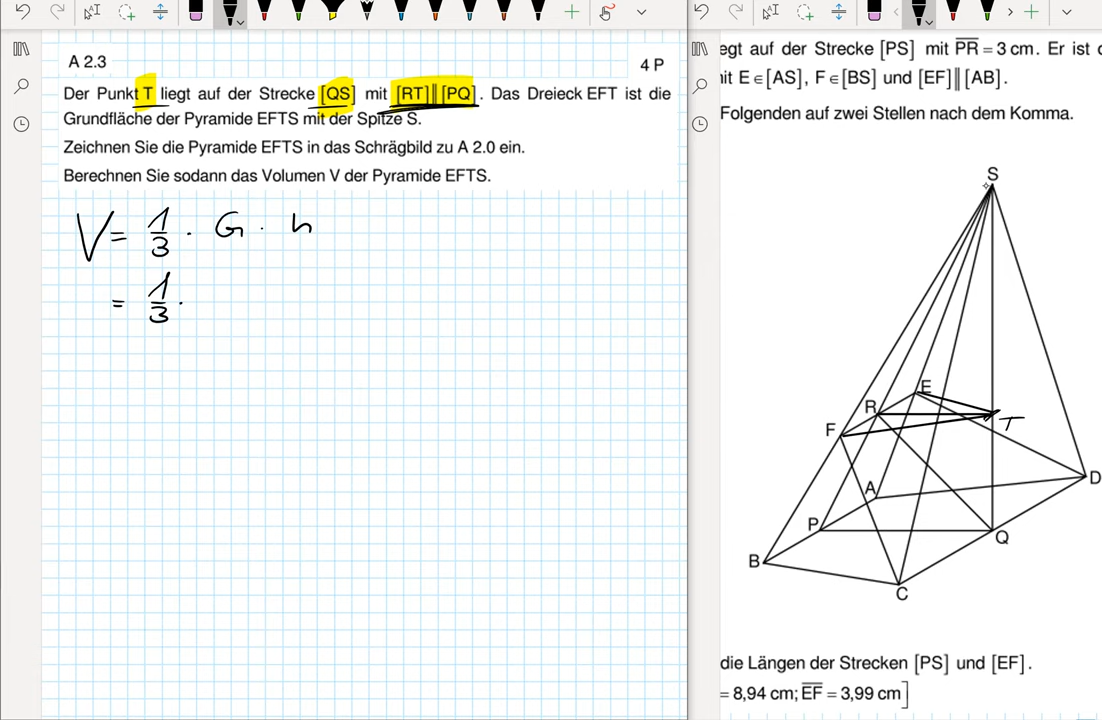 A 2.3
4 P
Der Punkt T liegt auf der Strecke [QS] mit [RT]∥[PQ]. Das Dreieck EFT ist die
Grundfläche der Pyramide EFTS mit der Spitze S.
Zeichnen Sie die Pyramide EFTS in das Schrägbild zu A 2.0 ein.
Berechnen Sie sodann das Volumen V der Pyramide EFTS.
V = 1/3 · G · h
= 1/3 ·
egt auf der Strecke [PS] mit P̅R̅ = 3 cm. Er ist
it E∈[AS], F∈[BS] und [EF]∥[AB].
Folgenden auf zwei Stellen nach dem Komma.
S
E
R
T
F
A
D
P
Q
B
C
die Längen der Strecken [PS] und [EF].
= 8,94 cm; E̅F̅ = 3,99 cm]